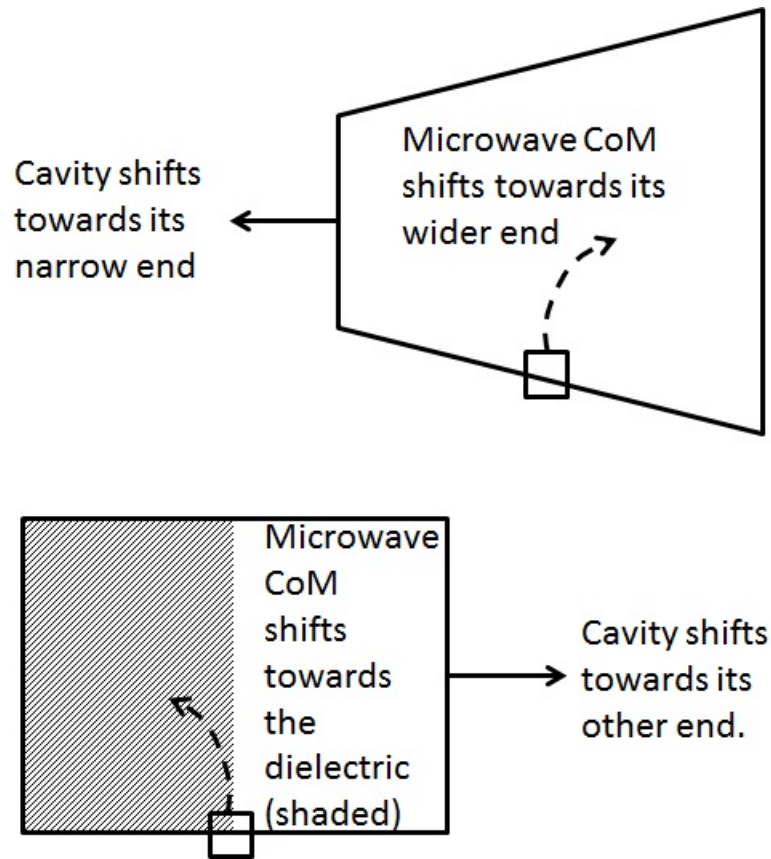 Cavity shifts
towards its
narrow end
Microwave CoM
shifts towards its
wider end
Microwave
CoM
shifts
towards
the
dielectric
(shaded)
Cavity shifts
towards its
other end.